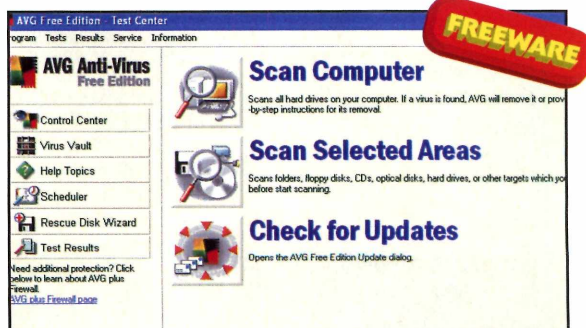 AVG Free Edition - Test Center
rogram Tests Results Service Information
FREEWARE
AVG Anti-Virus
Free Edition
Control Center
Virus Vault
Help Topics
Scheduler
Rescue Disk Wizard
Test Results
Need additional protection? Click
below to learn about AVG plus
Firewall.
AVG plus Firewall page
Scan Computer
Scans all hard drives on your computer. If a virus is found, AVG will remove it or prov
-by-step instructions for its removal.
Scan Selected Areas
Scans folders, floppy disks, CDs, optical disks, hard drives, or other targets which you
before start scanning.
Check for Updates
Opens the AVG Free Edition Update dialog.